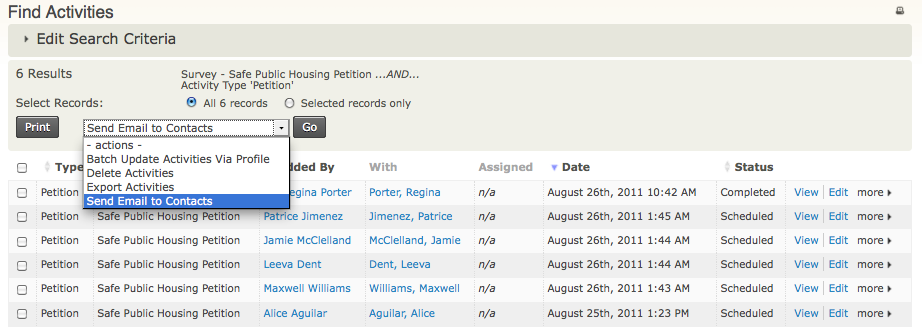 Find Activities
Edit Search Criteria
6 Results
Survey - Safe Public Housing Petition ...AND...
Activity Type 'Petition'
Select Records: All 6 records Selected records only
Print Send Email to Contacts Go
- actions -
Batch Update Activities Via Profile
Delete Activities
Export Activities
Send Email to Contacts
Type dded By With Assigned Date Status
Petition egina Porter Porter, Regina n/a August 26th, 2011 10:42 AM Completed View Edit more
Petition Safe Public Housing Petition Patrice Jimenez Jimenez, Patrice n/a August 26th, 2011 1:45 AM Scheduled View Edit more
Petition Safe Public Housing Petition Jamie McClelland McClelland, Jamie n/a August 26th, 2011 1:44 AM Scheduled View Edit more
Petition Safe Public Housing Petition Leeva Dent Dent, Leeva n/a August 26th, 2011 1:44 AM Scheduled View Edit more
Petition Safe Public Housing Petition Maxwell Williams Williams, Maxwell n/a August 26th, 2011 1:43 AM Scheduled View Edit more
Petition Safe Public Housing Petition Alice Aguilar Aguilar, Alice n/a August 25th, 2011 1:23 PM Scheduled View Edit more